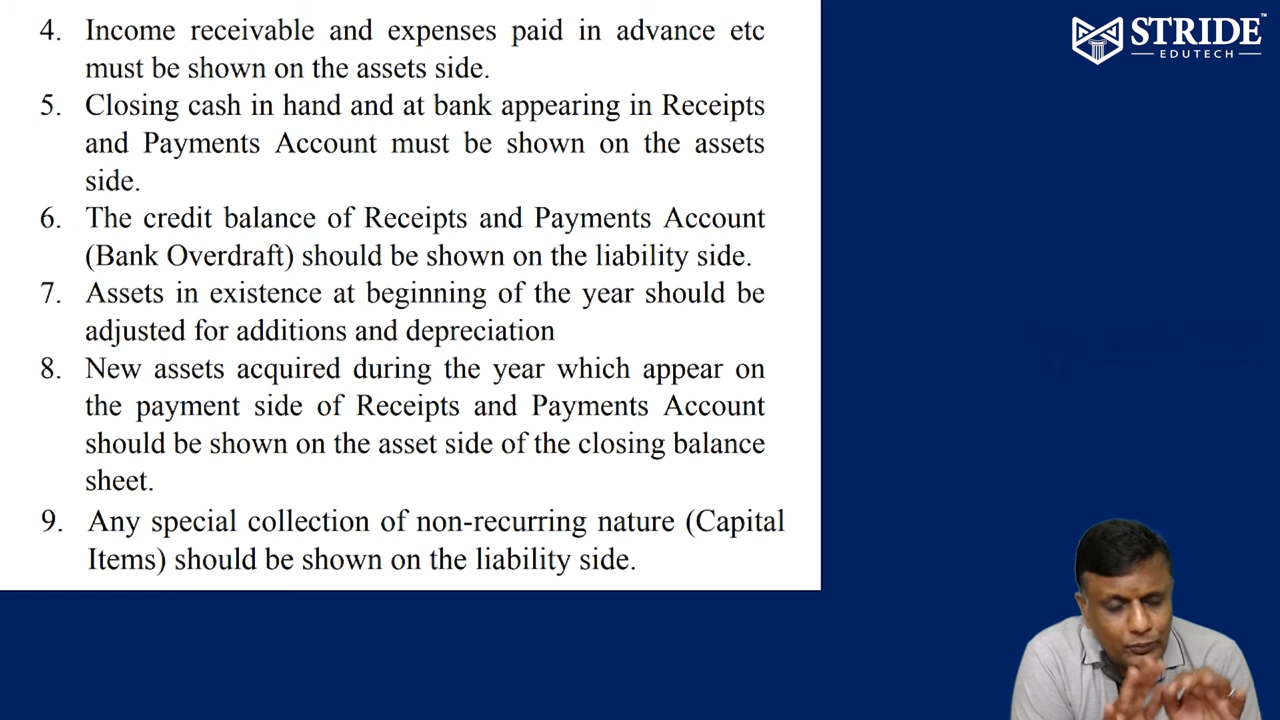 4. Income receivable and expenses paid in advance etc
must be shown on the assets side.
5. Closing cash in hand and at bank appearing in Receipts
and Payments Account must be shown on the assets
side.
6. The credit balance of Receipts and Payments Account
(Bank Overdraft) should be shown on the liability side.
7. Assets in existence at beginning of the year should be
adjusted for additions and depreciation
8. New assets acquired during the year which appear on
the payment side of Receipts and Payments Account
should be shown on the asset side of the closing balance
sheet.
9. Any special collection of non-recurring nature (Capital
Items) should be shown on the liability side.
STRIDE™
EDUTECH